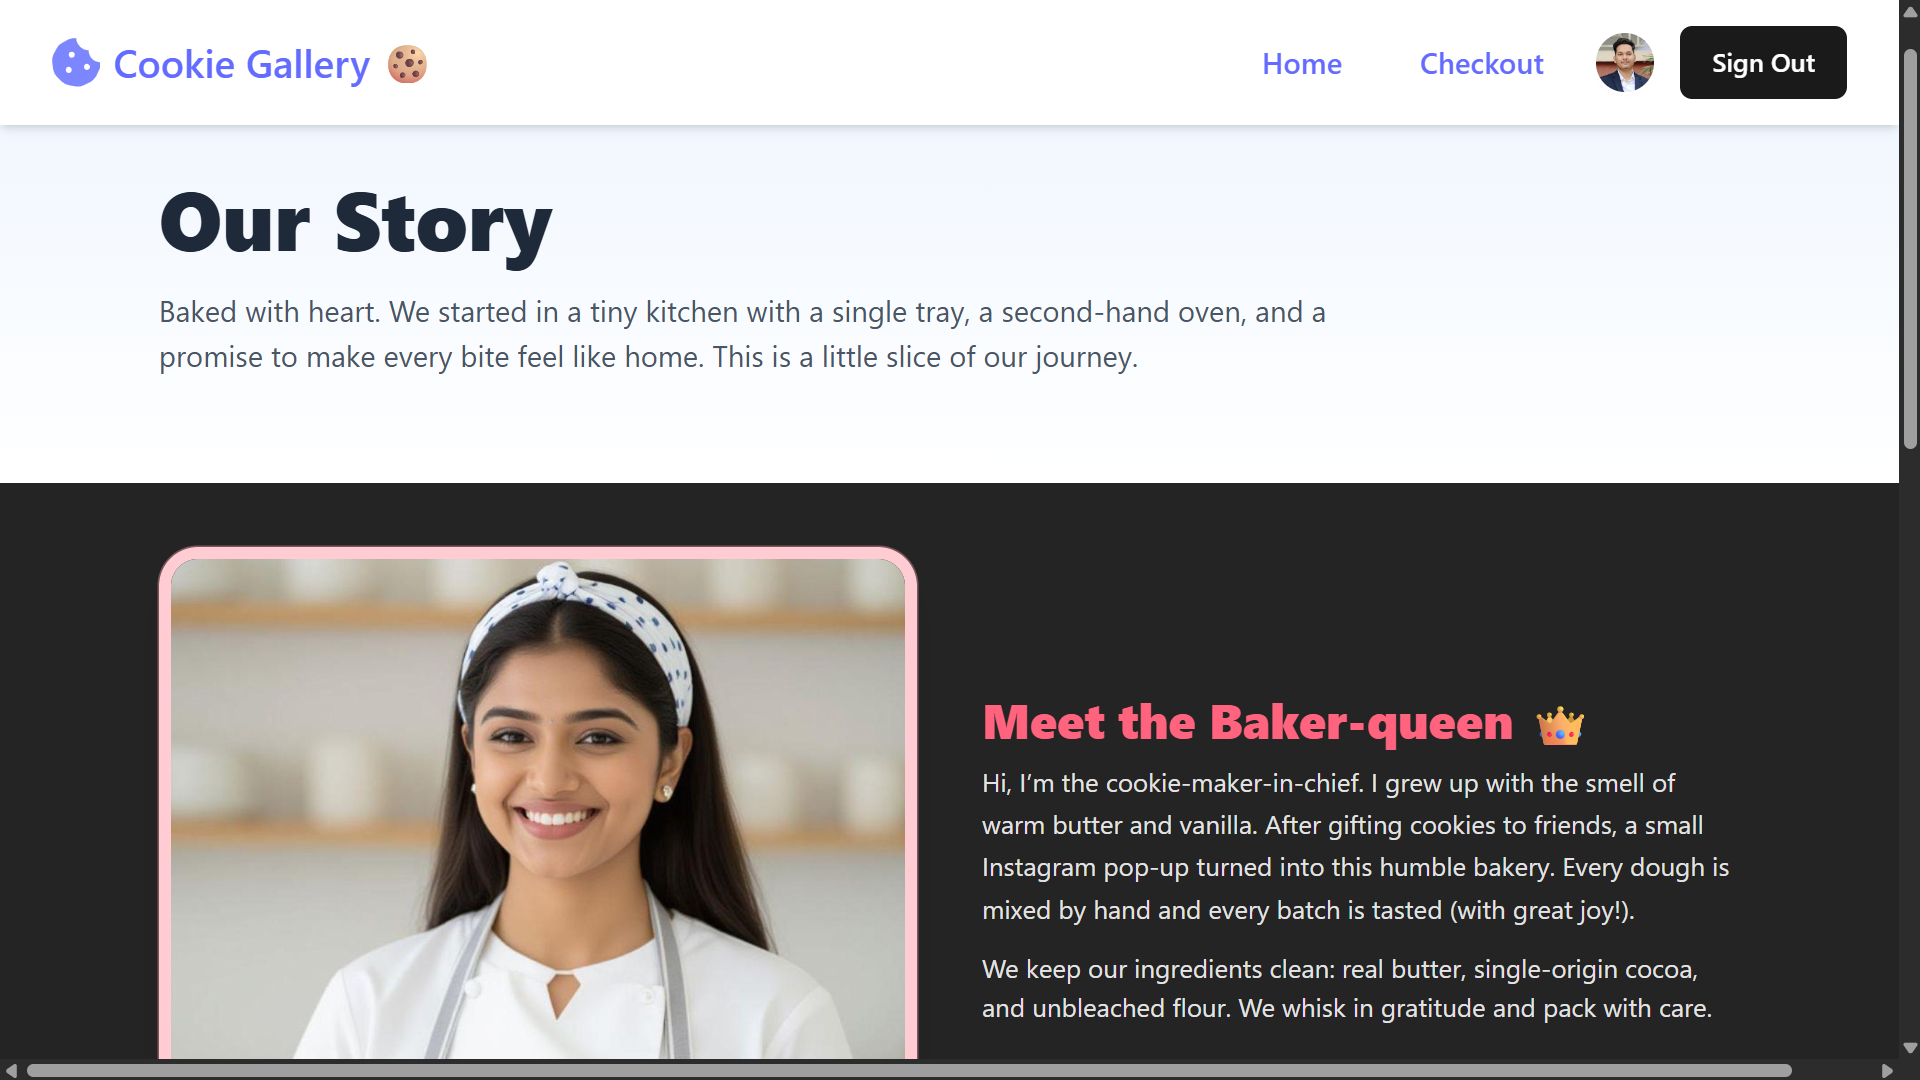 Cookie Gallery 🍪
Home
Checkout
Sign Out
Our Story
Baked with heart. We started in a tiny kitchen with a single tray, a second-hand oven, and a
promise to make every bite feel like home. This is a little slice of our journey.
Meet the Baker-queen 👑
Hi, I’m the cookie-maker-in-chief. I grew up with the smell of
warm butter and vanilla. After gifting cookies to friends, a small
Instagram pop-up turned into this humble bakery. Every dough is
mixed by hand and every batch is tasted (with great joy!).
We keep our ingredients clean: real butter, single-origin cocoa,
and unbleached flour. We whisk in gratitude and pack with care.